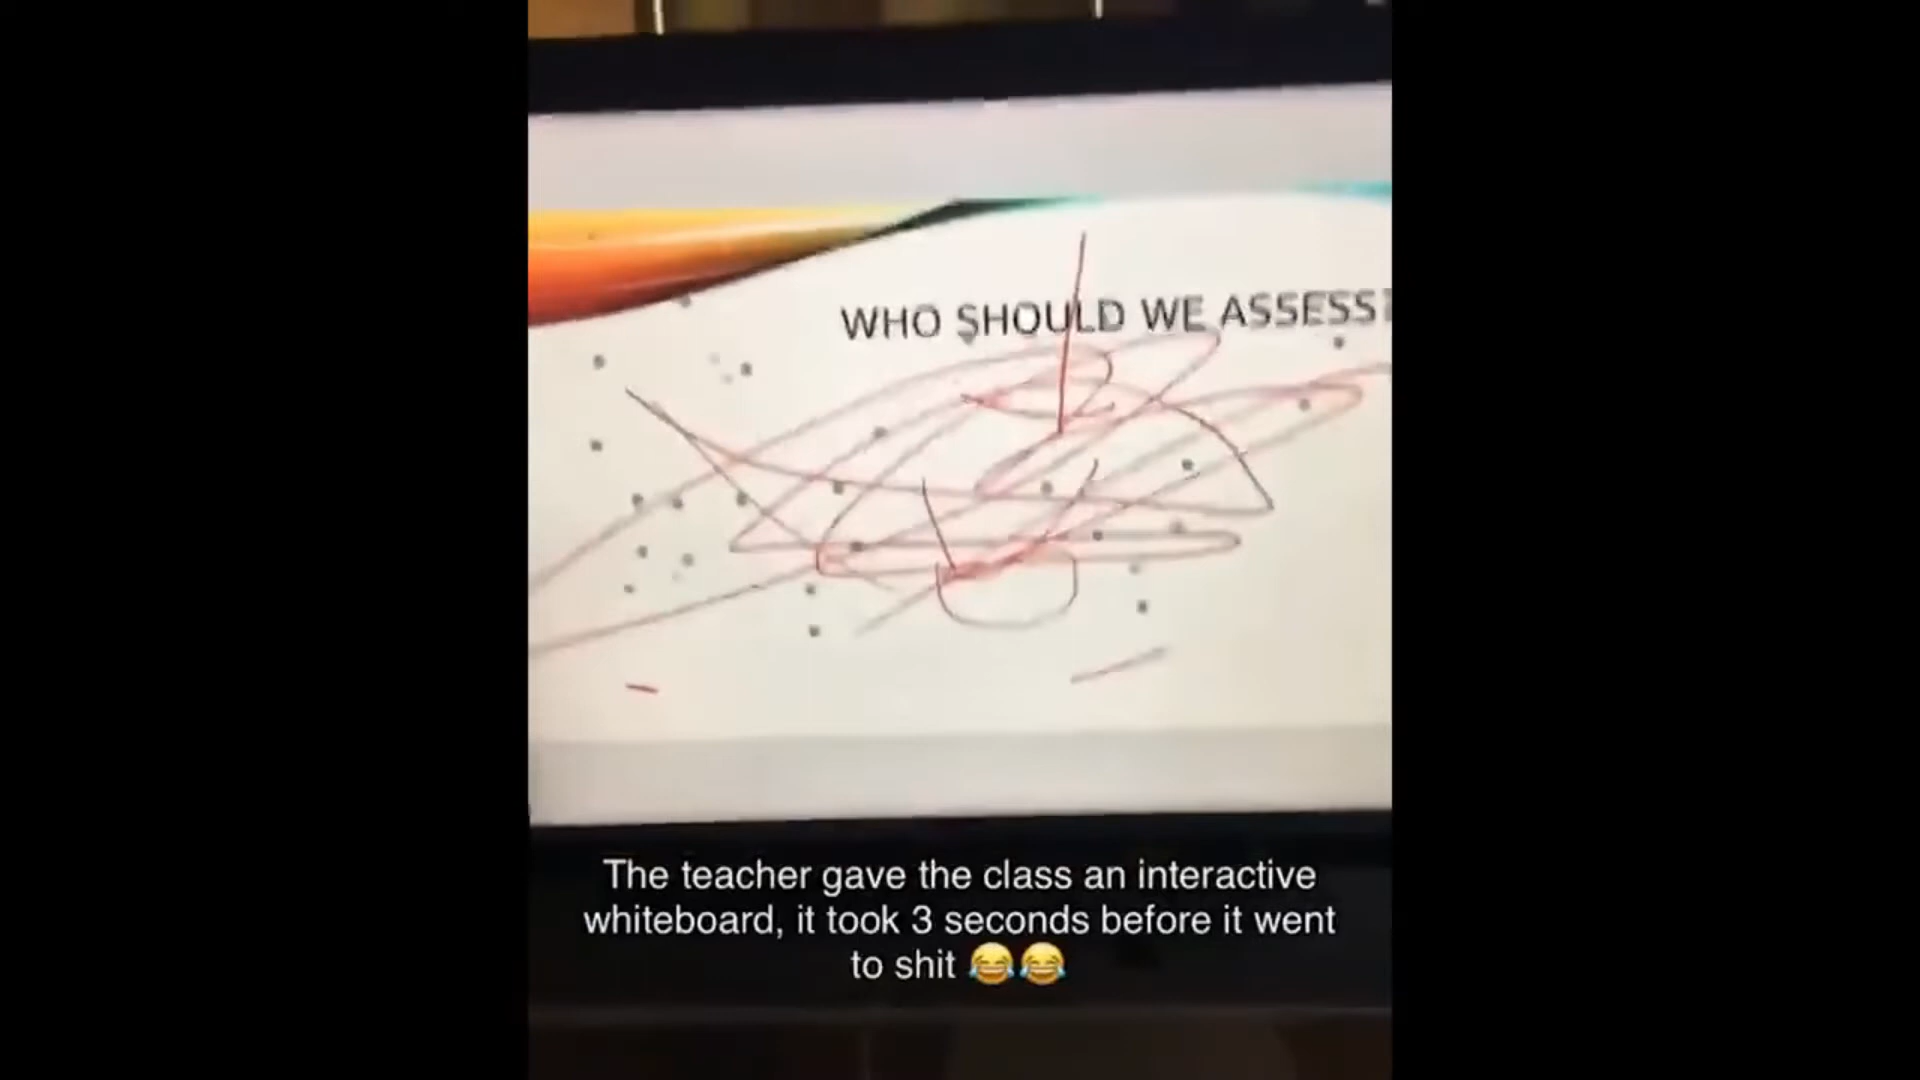 WHO SHOULD WE ASSESS?
The teacher gave the class an interactive
whiteboard, it took 3 seconds before it went
to shit 😂😂